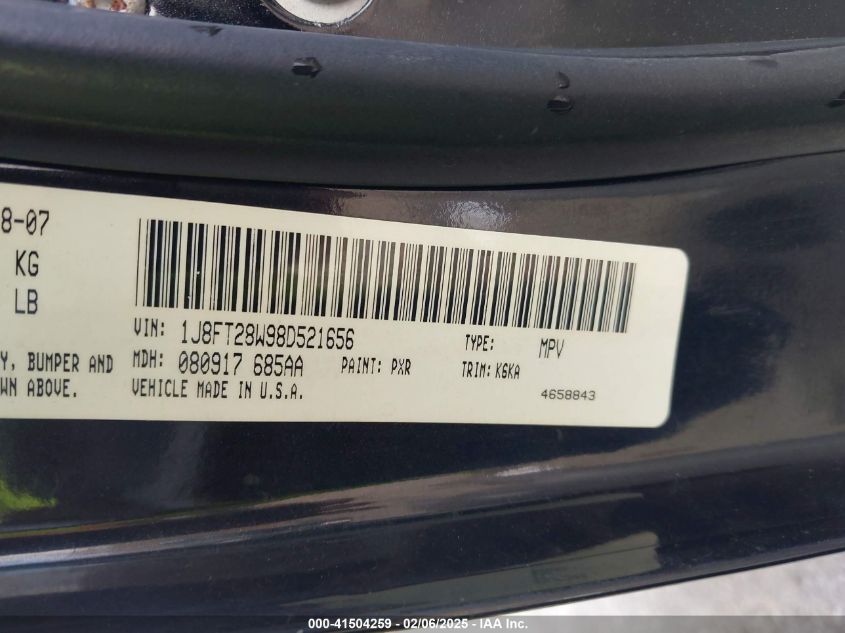 8-07
KG
LB
VIN: 1J8FT28W98D521656 TYPE: MPV
Y, BUMPER AND MDH: 080917 685AA PAINT: PXR TRIM: K6KA
WN ABOVE. VEHICLE MADE IN U.S.A. 4658843
000-41504259 - 02/06/2025 - IAA Inc.